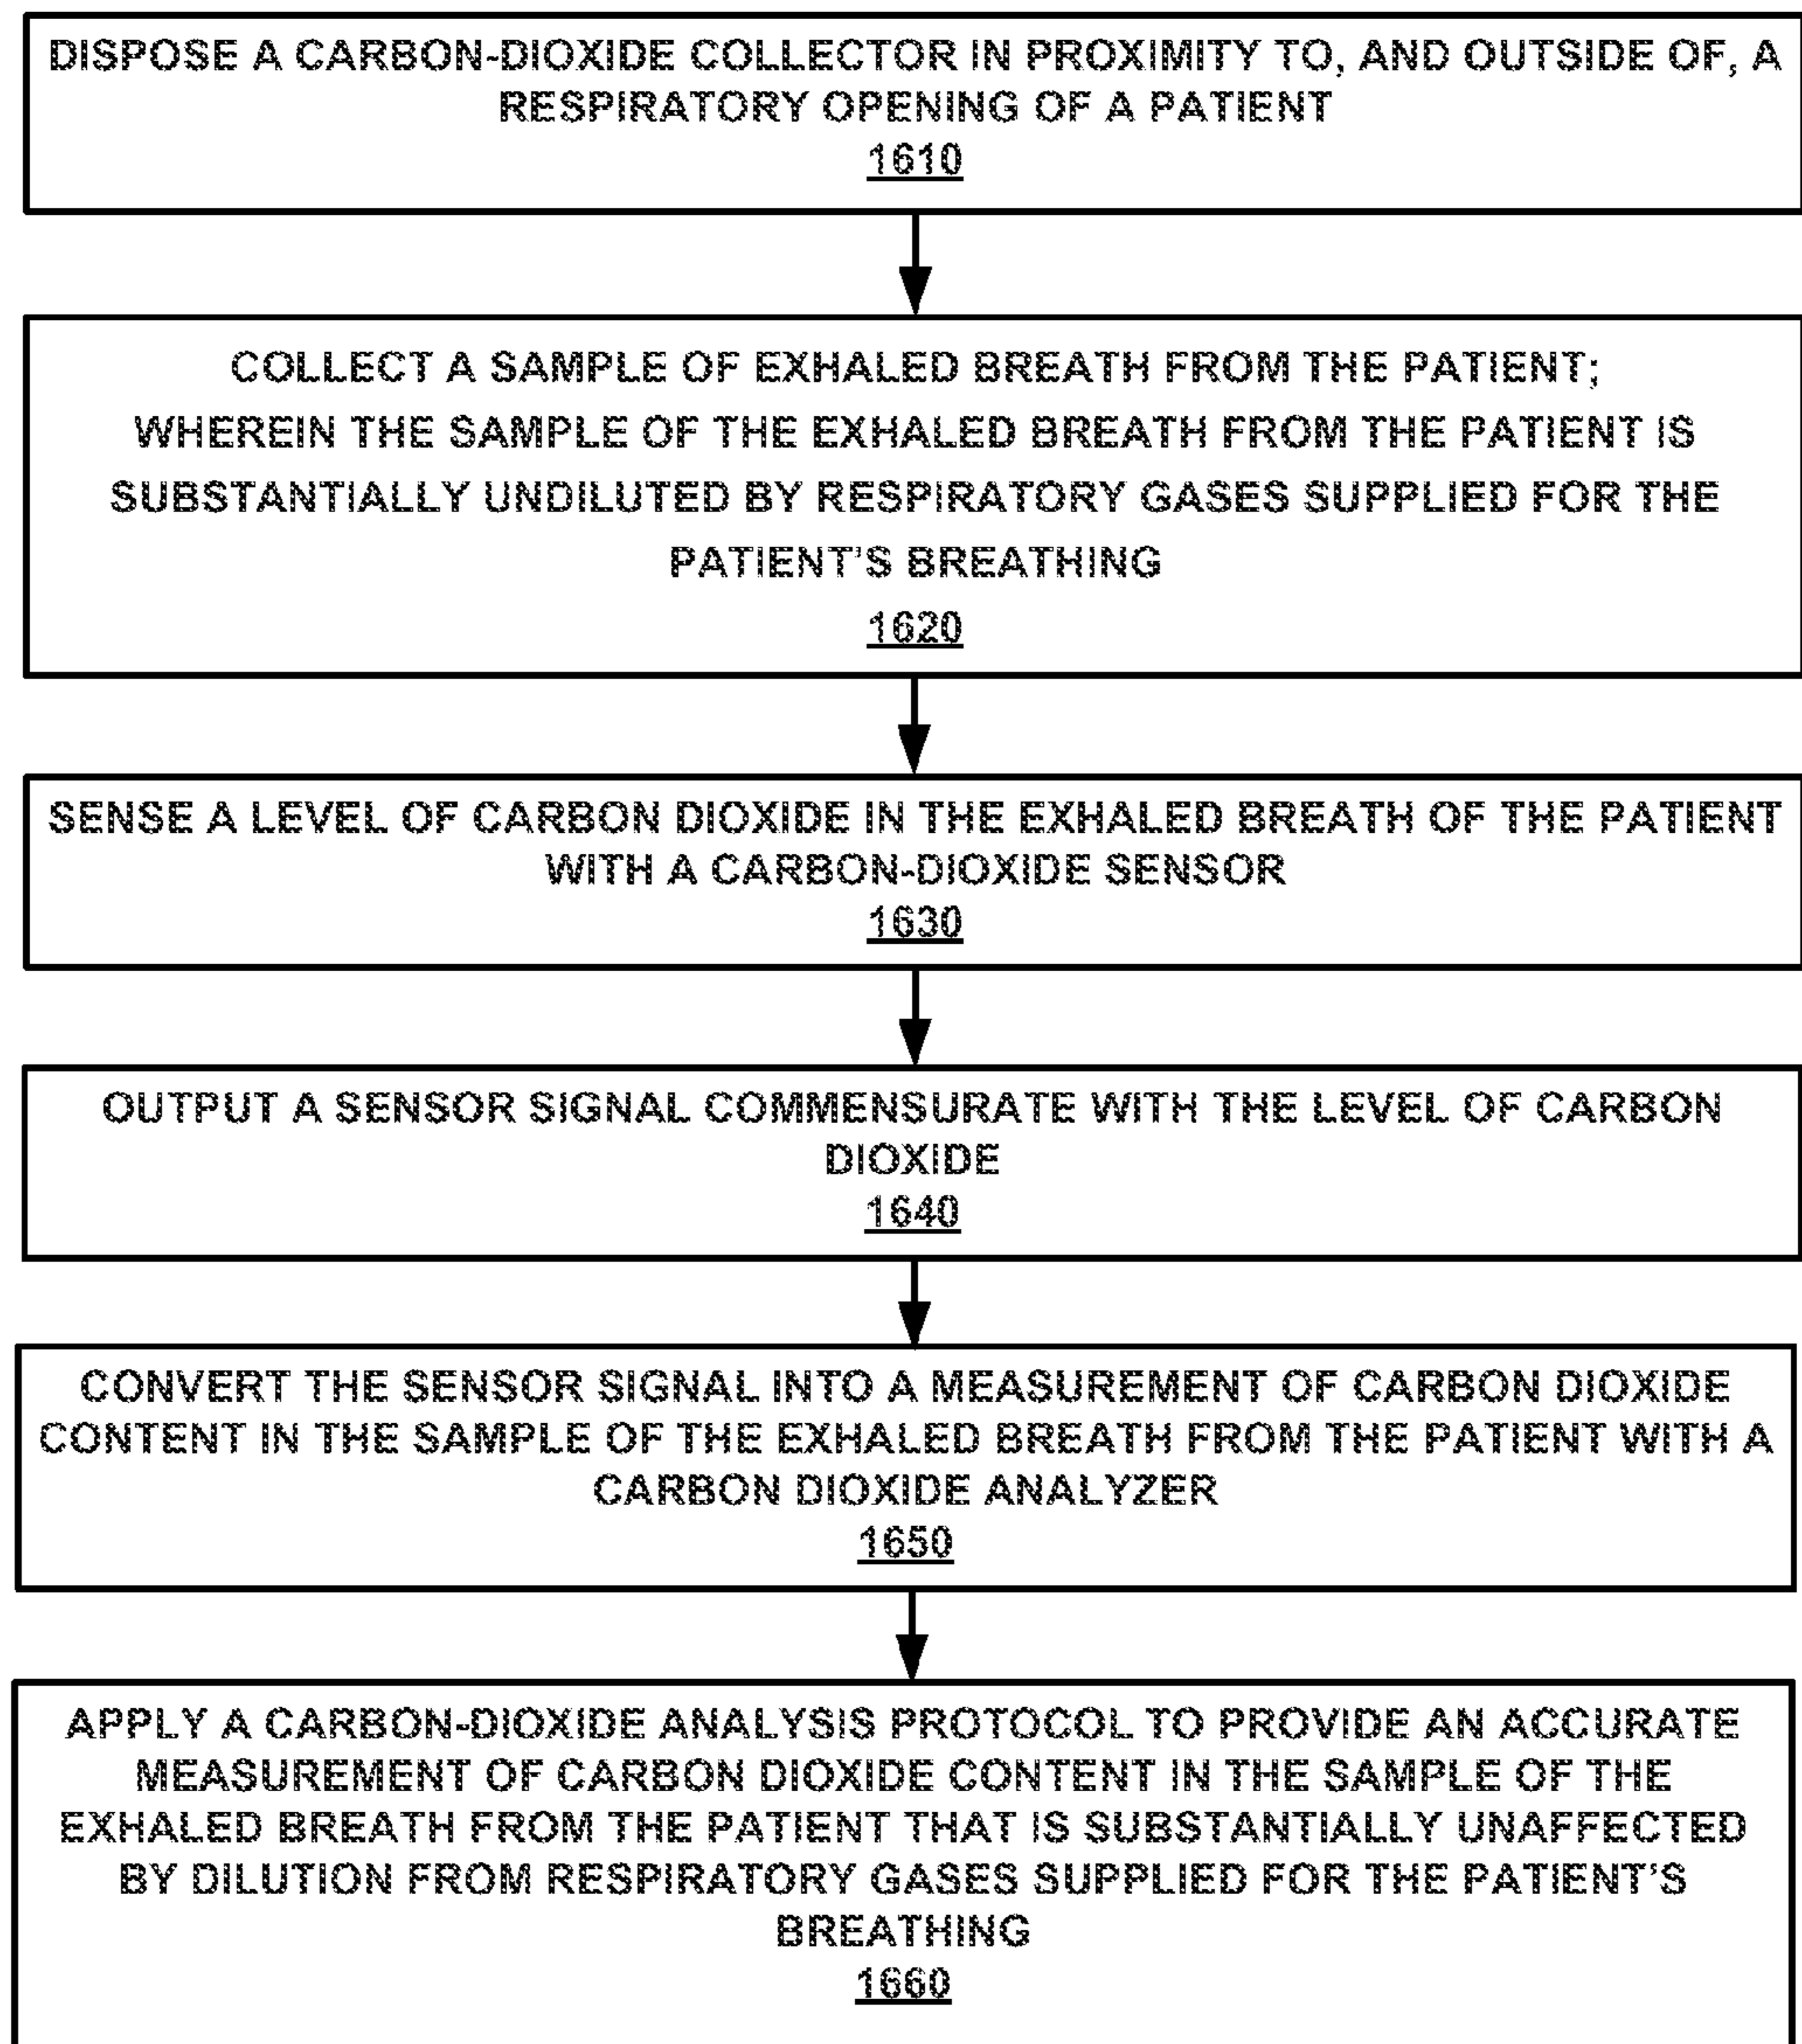 DISPOSE A CARBON-DIOXIDE COLLECTOR IN PROXIMITY TO, AND OUTSIDE OF, A
RESPIRATORY OPENING OF A PATIENT
1610
COLLECT A SAMPLE OF EXHALED BREATH FROM THE PATIENT;
WHEREIN THE SAMPLE OF THE EXHALED BREATH FROM THE PATIENT IS
SUBSTANTIALLY UNDILUTED BY RESPIRATORY GASES SUPPLIED FOR THE
PATIENT'S BREATHING
1620
SENSE A LEVEL OF CARBON DIOXIDE IN THE EXHALED BREATH OF THE PATIENT
WITH A CARBON-DIOXIDE SENSOR
1630
OUTPUT A SENSOR SIGNAL COMMENSURATE WITH THE LEVEL OF CARBON
DIOXIDE
1640
CONVERT THE SENSOR SIGNAL INTO A MEASUREMENT OF CARBON DIOXIDE
CONTENT IN THE SAMPLE OF THE EXHALED BREATH FROM THE PATIENT WITH A
CARBON DIOXIDE ANALYZER
1650
APPLY A CARBON-DIOXIDE ANALYSIS PROTOCOL TO PROVIDE AN ACCURATE
MEASUREMENT OF CARBON DIOXIDE CONTENT IN THE SAMPLE OF THE
EXHALED BREATH FROM THE PATIENT THAT IS SUBSTANTIALLY UNAFFECTED
BY DILUTION FROM RESPIRATORY GASES SUPPLIED FOR THE PATIENT'S
BREATHING
1660